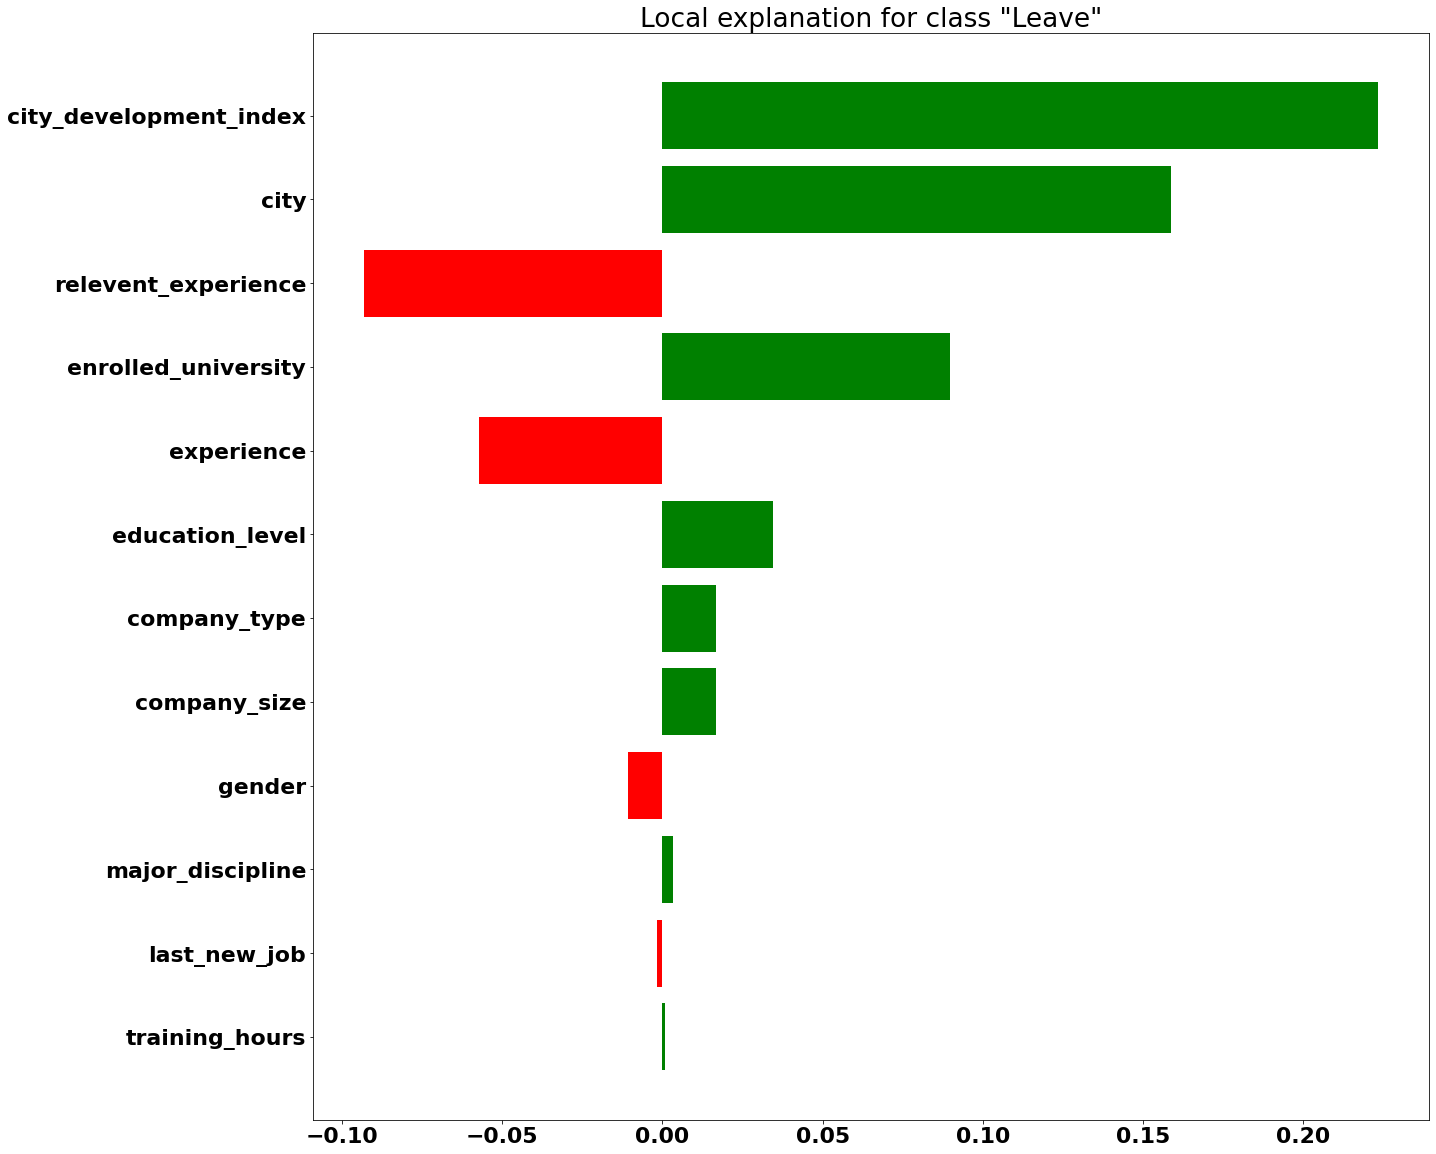 Local explanation for class "Leave"
city_development_index
city
relevent_experience
enrolled_university
experience
education_level
company_type
company_size
gender
major_discipline
last_new_job
training_hours
−0.10 −0.05 0.00 0.05 0.10 0.15 0.20